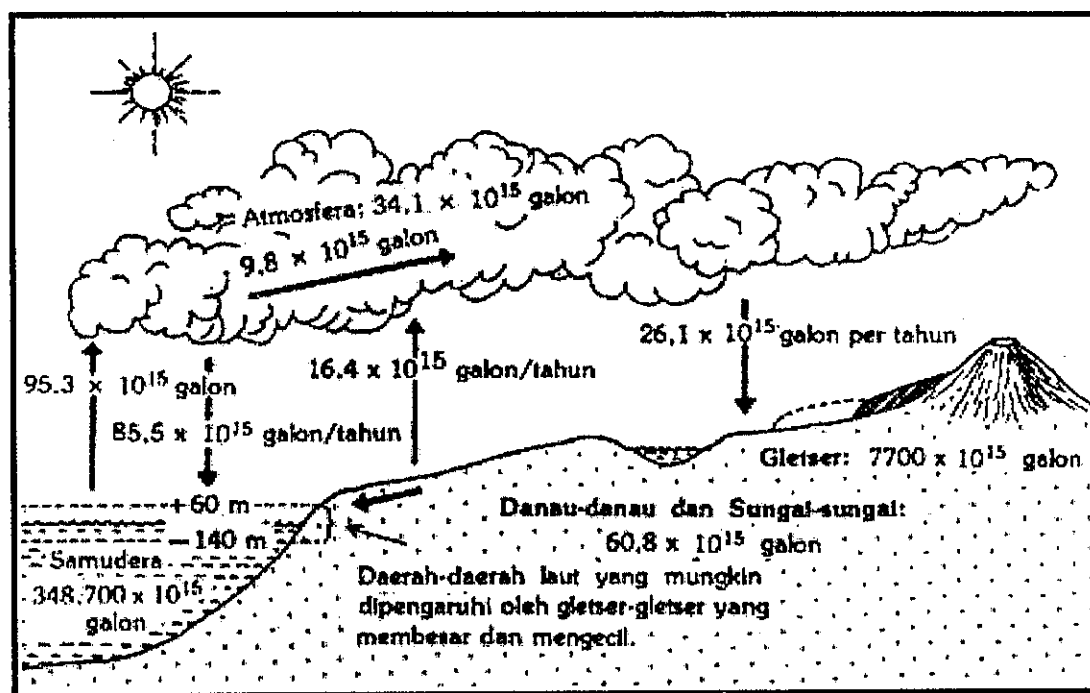 Atmosfera: 34,1 × 10¹⁵ galon
9,8 × 10¹⁵ galon
26,1 × 10¹⁵ galon per tahun
95.3 × 10¹⁵ galon
16.4 x 10¹⁵ galon/tahun
85,5 x 10¹⁵ galon/tahun
Gletser: 7700 x 10¹⁵ galon
+60 m
−140 m
Danau-danau dan Sungai-sungai:
60,8 x 10¹⁵ galon
Samudera
348,700 x 10¹⁵
galon
Daerah-daerah laut yang mungkin
dipengaruhi oleh gletser-gletser yang
membesar dan mengecil.